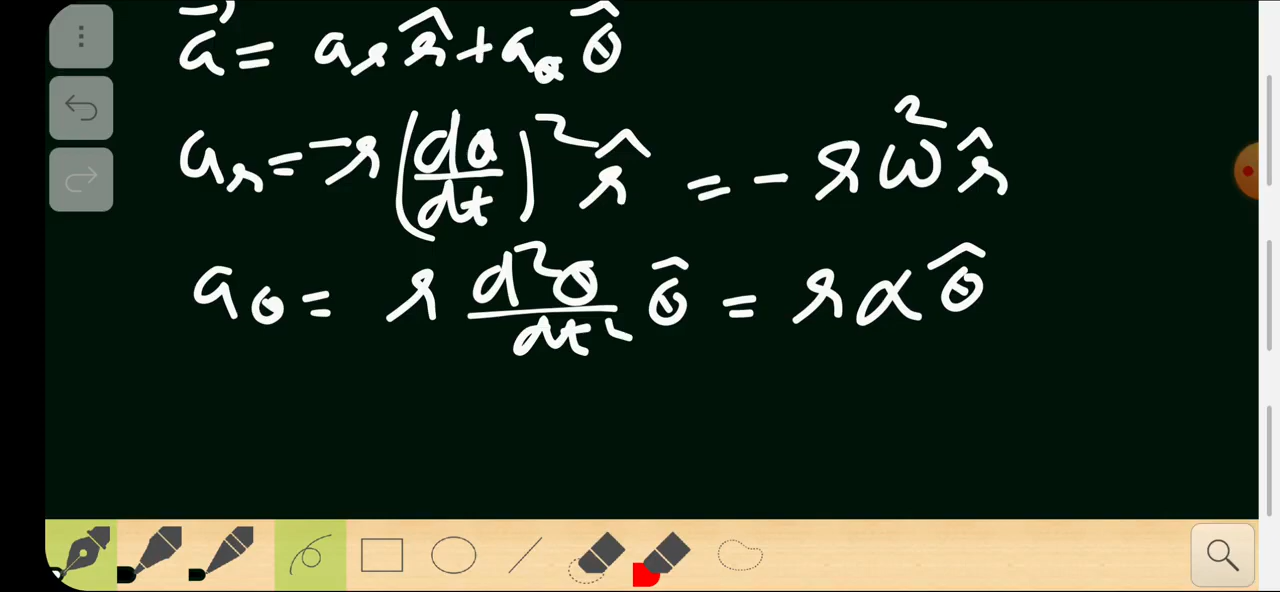 a⃗ = aᵣ r̂ + a_θ θ̂
aᵣ = -r (dθ/dt)² r̂ = - r ω² r̂
a_θ = r d²θ/dt² θ̂ = r α θ̂